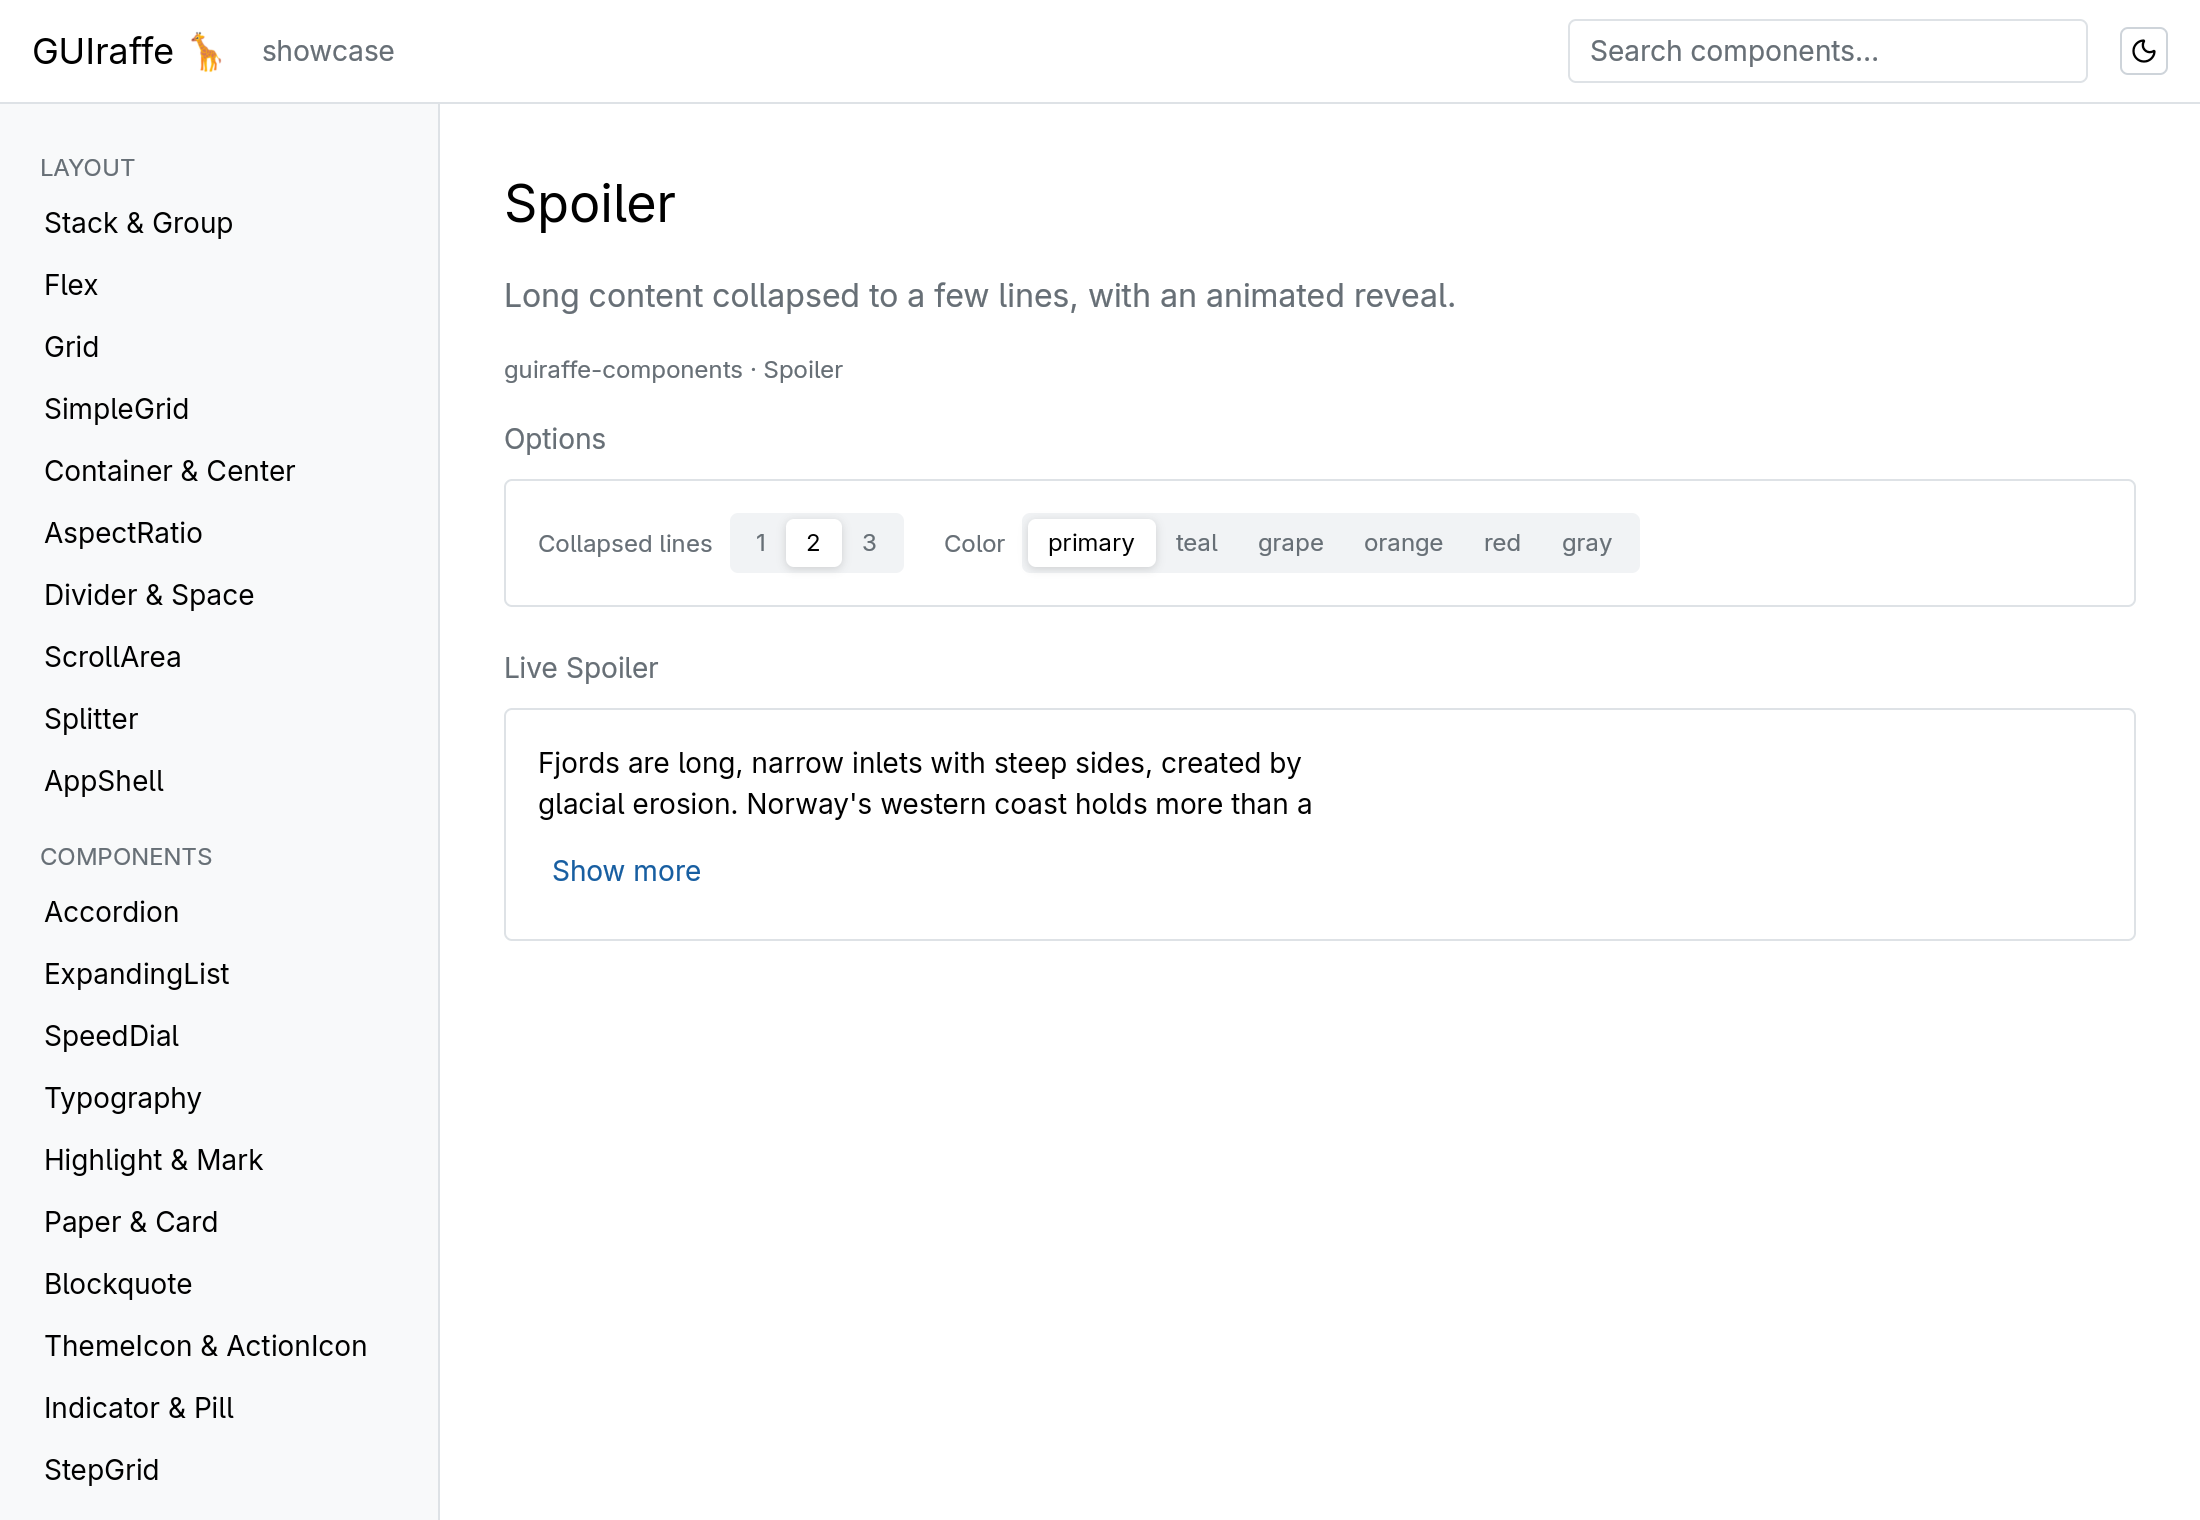 GUIraffe 🦒 showcase
Search components...
LAYOUT
Stack & Group
Flex
Grid
SimpleGrid
Container & Center
AspectRatio
Divider & Space
ScrollArea
Splitter
AppShell
COMPONENTS
Accordion
ExpandingList
SpeedDial
Typography
Highlight & Mark
Paper & Card
Blockquote
ThemeIcon & ActionIcon
Indicator & Pill
StepGrid
Spoiler
Long content collapsed to a few lines, with an animated reveal.
guiraffe-components · Spoiler
Options
Collapsed lines 1 2 3 Color primary teal grape orange red gray
Live Spoiler
Fjords are long, narrow inlets with steep sides, created by
glacial erosion. Norway's western coast holds more than a
Show more